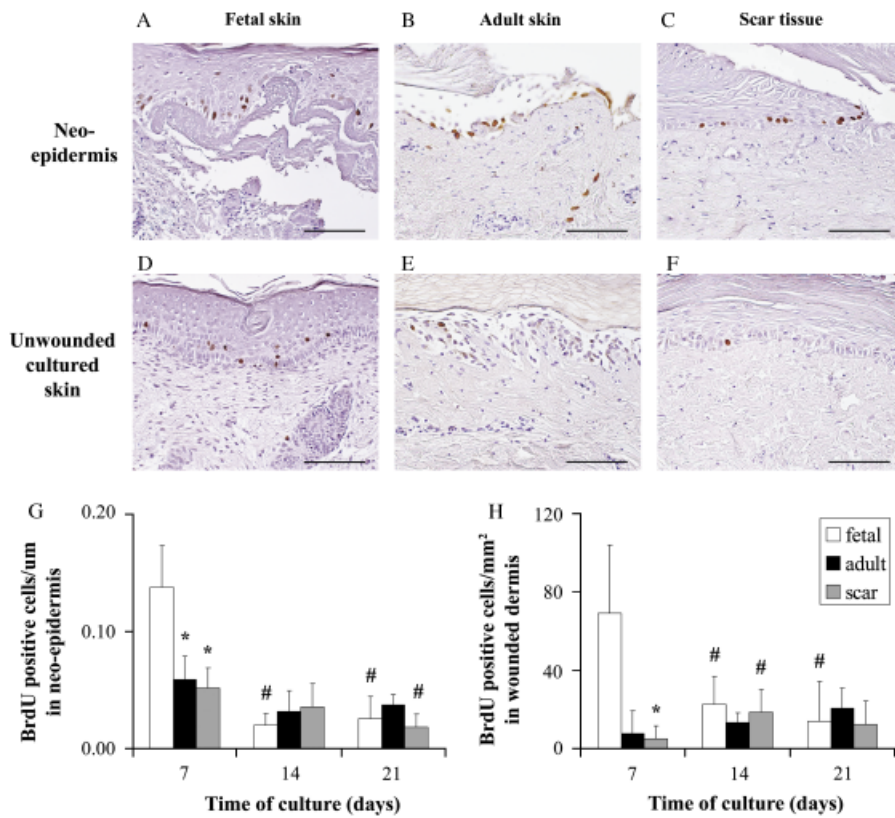 A Fetal skin B Adult skin C Scar tissue
Neo-
epidermis
D E F
Unwounded
cultured
skin
G
0.20
0.10
0.00
BrdU positive cells/um
in neo-epidermis
* *
#
# #
7 14 21
Time of culture (days)
H
120
80
40
0
BrdU positive cells/mm²
in wounded dermis
fetal
adult
scar
*
# #
#
7 14 21
Time of culture (days)